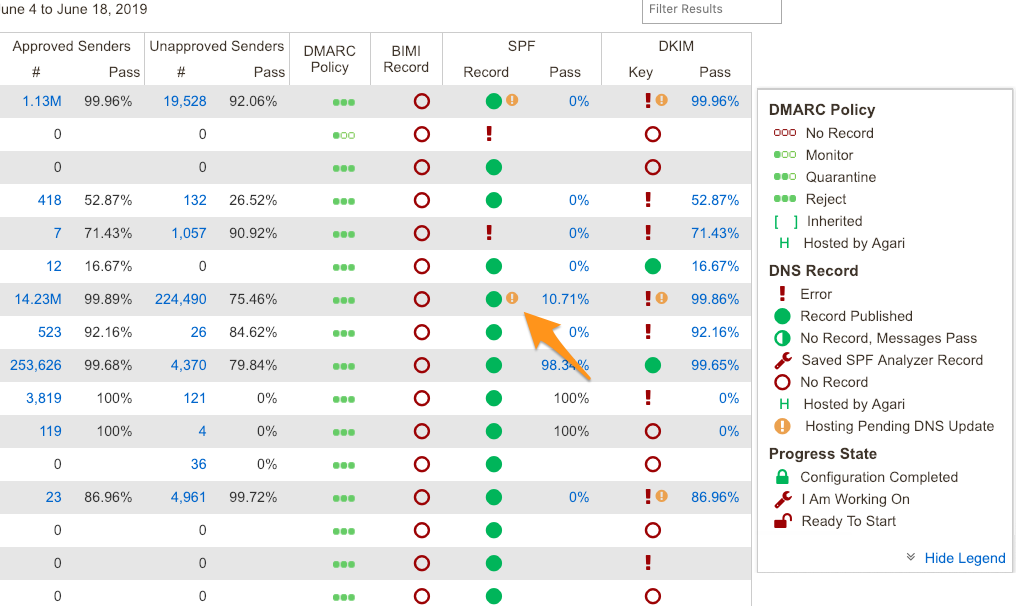 une 4 to June 18, 2019
Filter Results
Approved Senders Unapproved Senders DMARC Policy BIMI Record SPF DKIM
# Pass # Pass Record Pass Key Pass
1.13M 99.96% 19,528 92.06% 0% 99.96%
0 0
0 0
418 52.87% 132 26.52% 0% 52.87%
7 71.43% 1,057 90.92% 0% 71.43%
12 16.67% 0 0% 16.67%
14.23M 99.89% 224,490 75.46% 10.71% 99.86%
523 92.16% 26 84.62% 0% 92.16%
253,626 99.68% 4,370 79.84% 98.34% 99.65%
3,819 100% 121 0% 100% 0%
119 100% 4 0% 100% 0%
0 36 0%
23 86.96% 4,961 99.72% 0% 86.96%
0 0
0 0
0 0
DMARC Policy
No Record
Monitor
Quarantine
Reject
[ ] Inherited
H Hosted by Agari
DNS Record
Error
Record Published
No Record, Messages Pass
Saved SPF Analyzer Record
No Record
H Hosted by Agari
Hosting Pending DNS Update
Progress State
Configuration Completed
I Am Working On
Ready To Start
Hide Legend